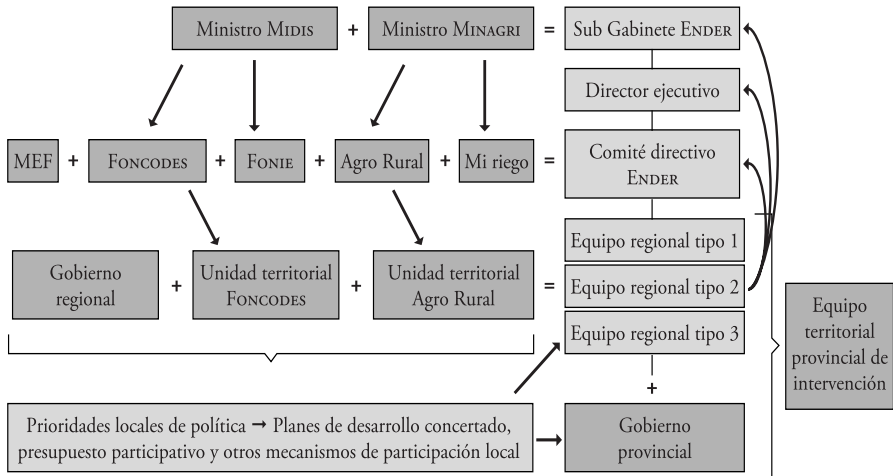 Ministro MIDIS + Ministro MINAGRI = Sub Gabinete ENDER
Director ejecutivo
MEF + FONCODES + FONIE + Agro Rural + Mi riego = Comité directivo
ENDER
Equipo regional tipo 1
Gobierno
regional
+
Unidad territorial
FONCODES
+
Unidad territorial
Agro Rural
=
Equipo regional tipo 2
Equipo regional tipo 3
Equipo
territorial
provincial de
intervención
+
Prioridades locales de política → Planes de desarrollo concertado,
presupuesto participativo y otros mecanismos de participación local
Gobierno
provincial